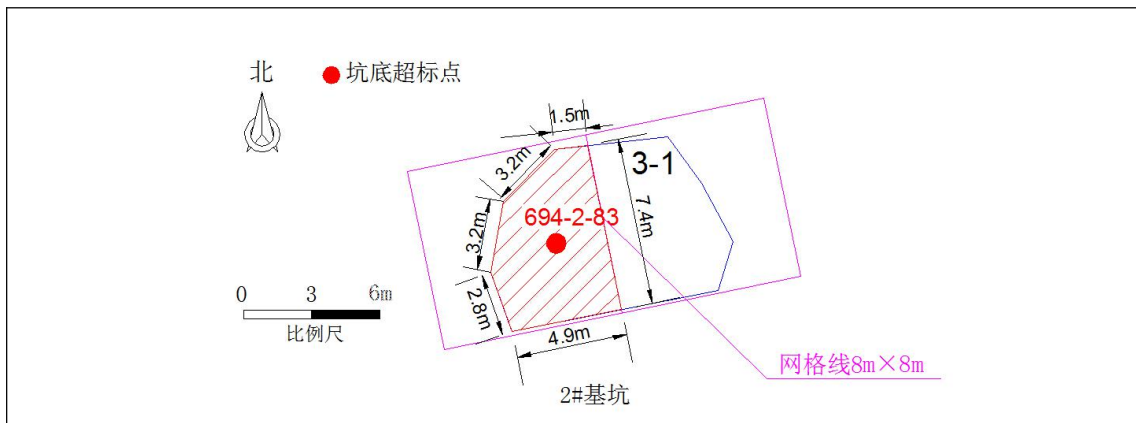 北
坑底超标点
1.5m
3.2m
3-1
7.4m
694-2-83
3.2m
2.8m
0 3 6m
比例尺
4.9m
网格线8m×8m
2#基坑